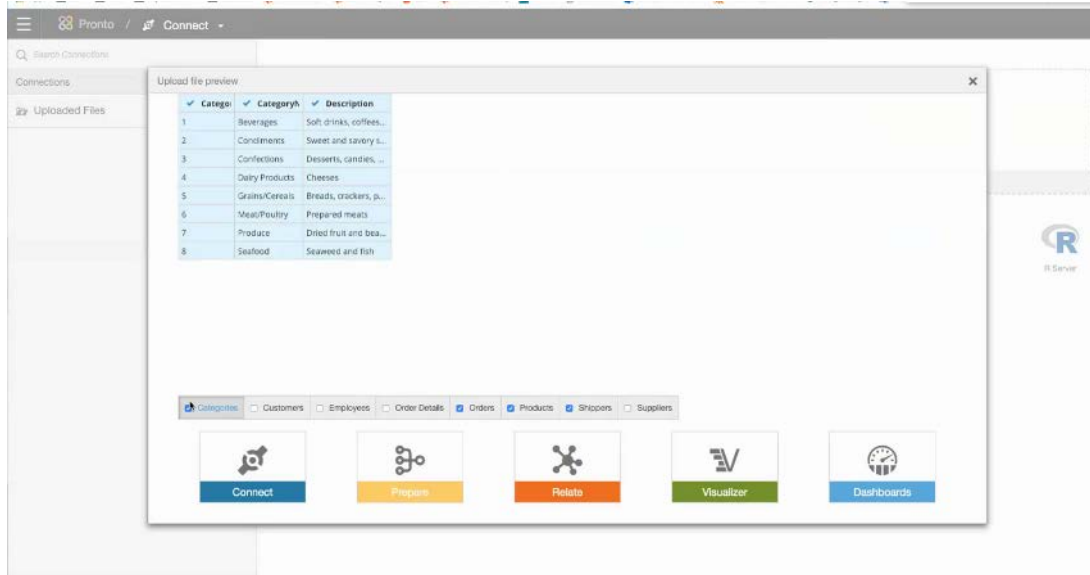 Pronto / Connect
Search Connections
Connections
Uploaded Files
Upload file preview
Categor CategoryN Description
1 Beverages Soft drinks, coffees...
2 Condiments Sweet and savory s...
3 Confections Desserts, candies, ...
4 Dairy Products Cheeses
5 Grains/Cereals Breads, crackers, p...
6 Meat/Poultry Prepared meats
7 Produce Dried fruit and bea...
8 Seafood Seaweed and fish
R
R Server
Categories Customers Employees Order Details Orders Products Shippers Suppliers
Connect Prepare Relate Visualizer Dashboards